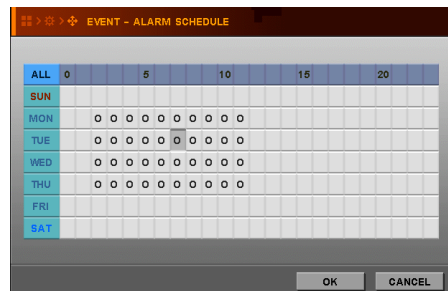 EVENT - ALARM SCHEDULE
ALL 0 5 10 15 20
SUN
MON O O O O O O O O O O
TUE O O O O O O O O O O
WED O O O O O O O O O O
THU O O O O O O O O O O
FRI
SAT
OK CANCEL